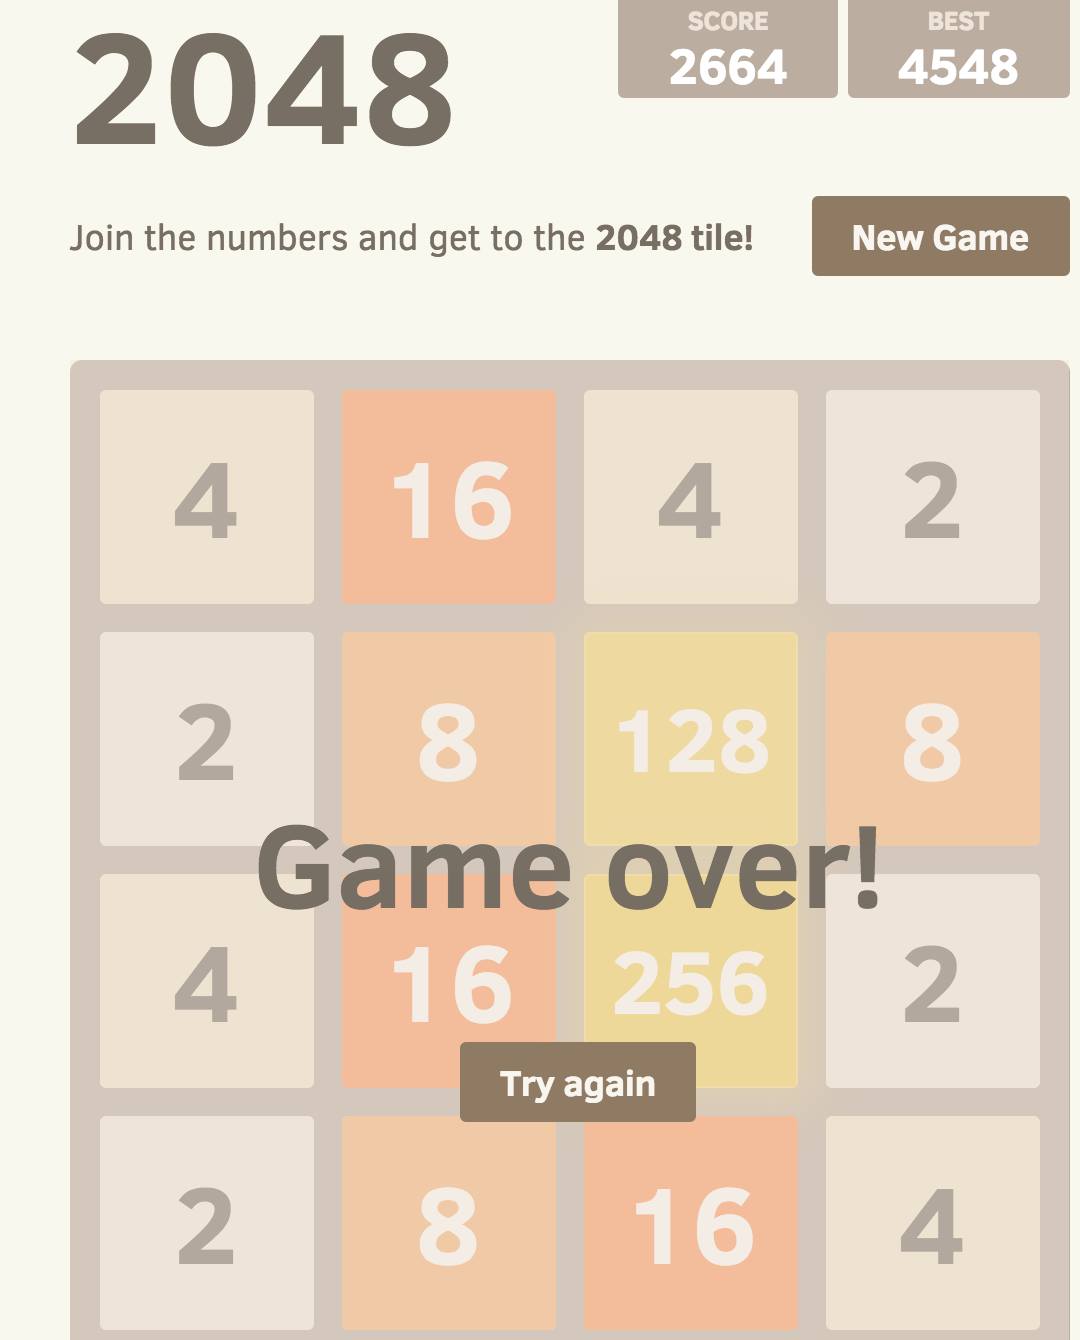 2048
SCORE
2664
BEST
4548
Join the numbers and get to the 2048 tile!
New Game
4 16 4 2
2 8 128 8
Game over!
4 16 256 2
Try again
2 8 16 4